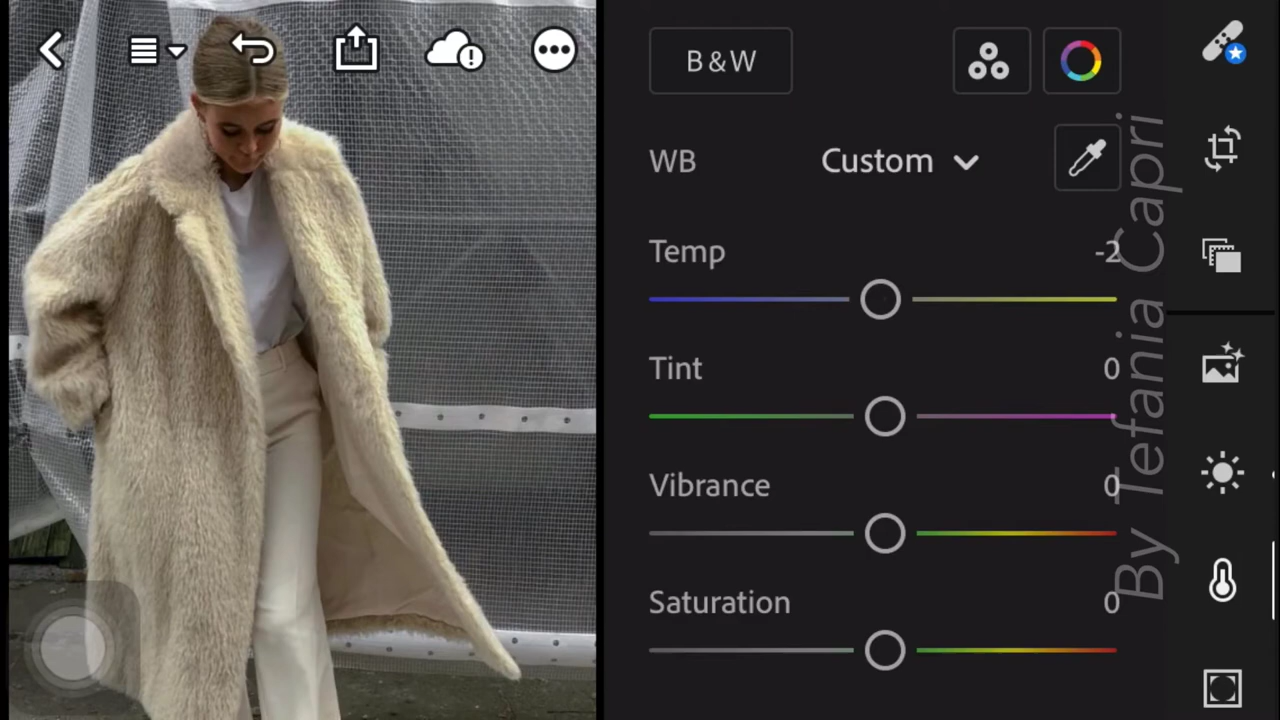 B&W
WB Custom
Temp -2
Tint 0
Vibrance 0
Saturation 0
By Tefania Capri